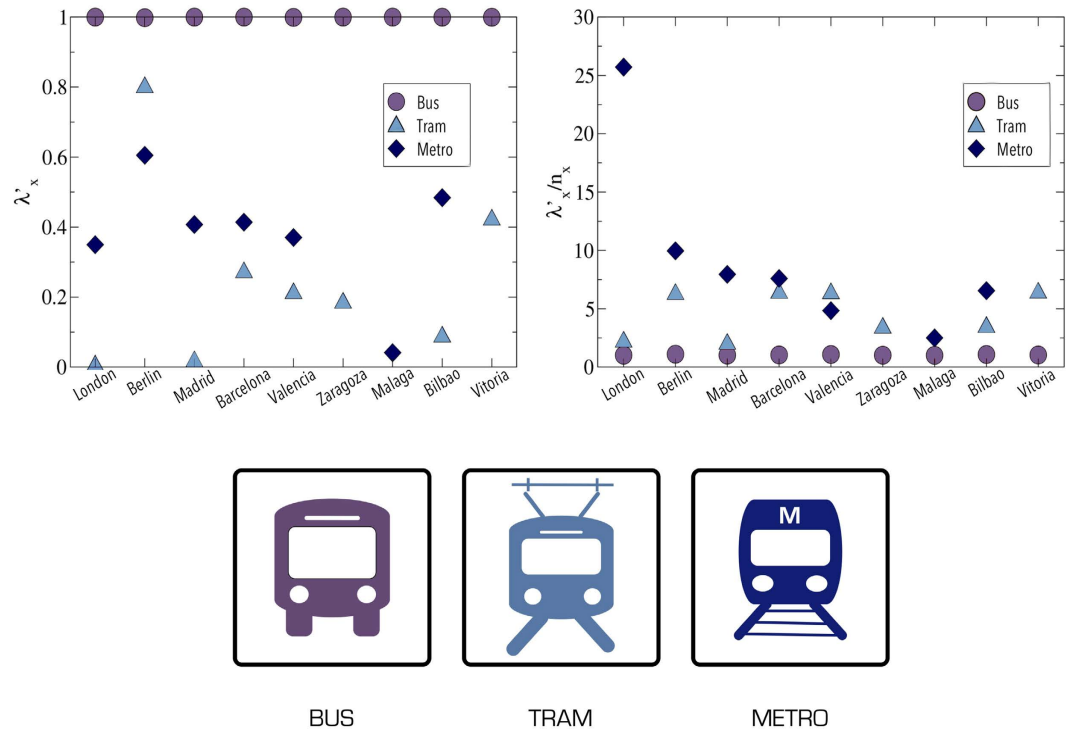 1
0.8
0.6
0.4
0.2
0
λ'x
Bus
Tram
Metro
London
Berlin
Madrid
Barcelona
Valencia
Zaragoza
Malaga
Bilbao
Vitoria
30
25
20
15
10
5
0
λ'x/nx
Bus
Tram
Metro
London
Berlin
Madrid
Barcelona
Valencia
Zaragoza
Malaga
Bilbao
Vitoria
M
BUS TRAM METRO